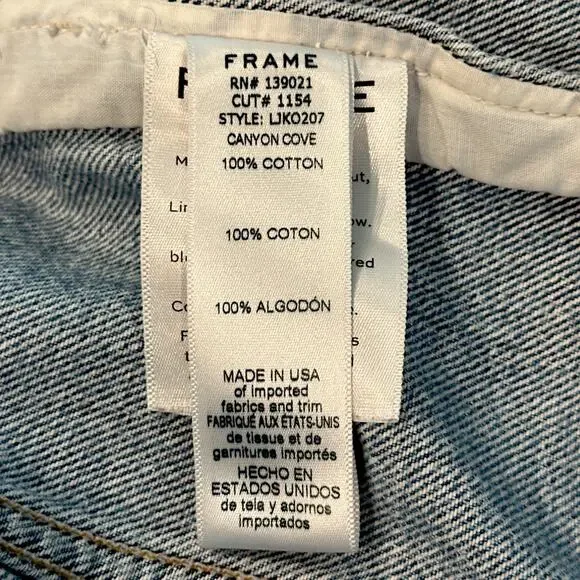 FRAME
RN# 139021
CUT# 1154
STYLE: LJKO207
CANYON COVE
100% COTTON
100% COTON
100% ALGODÓN
MADE IN USA
of imported
fabrics and trim
FABRIQUÉ AUX ÉTATS-UNIS
de tissus et de
garnitures importés
HECHO EN
ESTADOS UNIDOS
de tela y adornos
importados